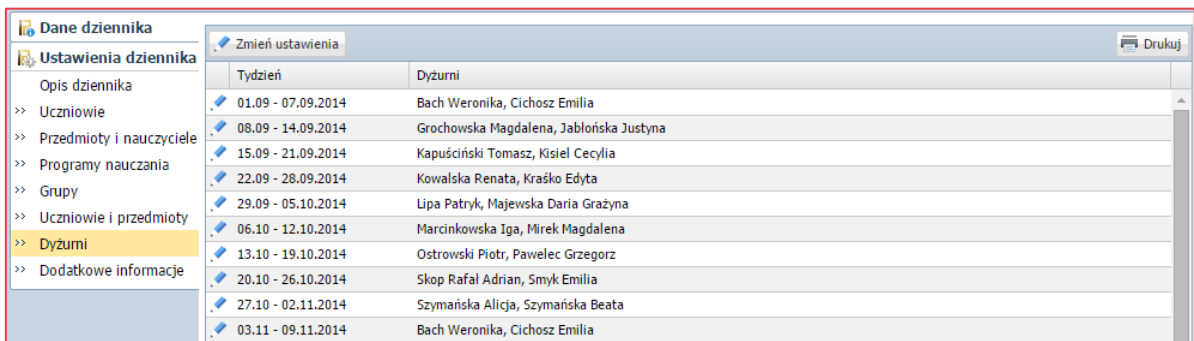 Dane dziennika
Ustawienia dziennika
Opis dziennika
>> Uczniowie
>> Przedmioty i nauczyciele
>> Programy nauczania
>> Grupy
>> Uczniowie i przedmioty
>> Dyżurni
>> Dodatkowe informacje
Zmień ustawienia Drukuj
Tydzień Dyżurni
01.09 - 07.09.2014 Bach Weronika, Cichosz Emilia
08.09 - 14.09.2014 Grochowska Magdalena, Jabłońska Justyna
15.09 - 21.09.2014 Kapuściński Tomasz, Kisiel Cecylia
22.09 - 28.09.2014 Kowalska Renata, Kraśko Edyta
29.09 - 05.10.2014 Lipa Patryk, Majewska Daria Grażyna
06.10 - 12.10.2014 Marcinkowska Iga, Mirek Magdalena
13.10 - 19.10.2014 Ostrowski Piotr, Pawelec Grzegorz
20.10 - 26.10.2014 Skop Rafał Adrian, Smyk Emilia
27.10 - 02.11.2014 Szymańska Alicja, Szymańska Beata
03.11 - 09.11.2014 Bach Weronika, Cichosz Emilia